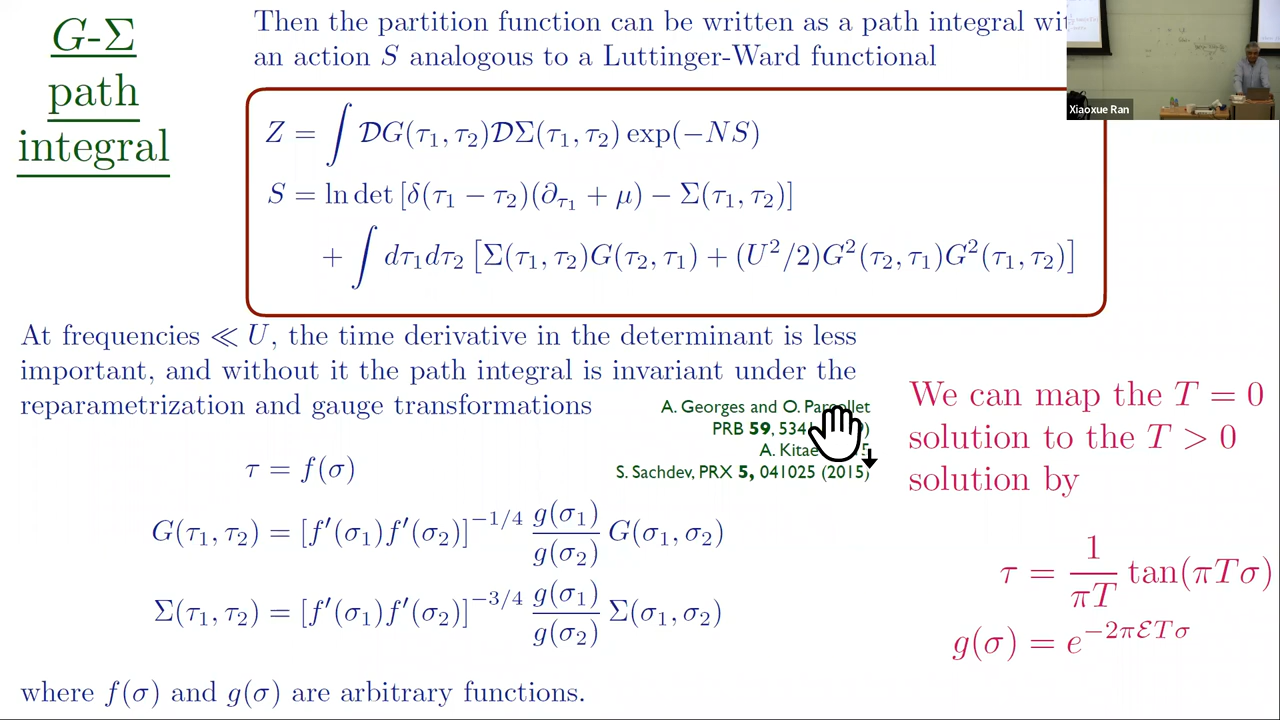 G-Σ
path
integral
Then the partition function can be written as a path integral
an action S analogous to a Luttinger-Ward functional
Z = ∫ 𝒟G(τ₁, τ₂)𝒟Σ(τ₁, τ₂) exp(−NS)
S = ln det [δ(τ₁ − τ₂)(∂_{τ₁} + μ) − Σ(τ₁, τ₂)]
+ ∫ dτ₁dτ₂ [Σ(τ₁, τ₂)G(τ₂, τ₁) + (U²/2)G²(τ₂, τ₁)G²(τ₁, τ₂)]
Xiaoxue Ran
At frequencies ≪ U, the time derivative in the determinant is less
important, and without it the path integral is invariant under the
reparametrization and gauge transformations
A. Georges and O. Parcollet
PRB 59,
A.
S. Sachdev, PRX 5, 041025 (2015)
τ = f(σ)
G(τ₁, τ₂) = [f′(σ₁)f′(σ₂)]^{−1/4} \frac{g(σ₁)}{g(σ₂)} G(σ₁, σ₂)
Σ(τ₁, τ₂) = [f′(σ₁)f′(σ₂)]^{−3/4} \frac{g(σ₁)}{g(σ₂)} Σ(σ₁, σ₂)
where f(σ) and g(σ) are arbitrary functions.
We can map the T = 0
solution to the T > 0
solution by
τ = \frac{1}{πT} tan(πTσ)
g(σ) = e^{−2πℰTσ}